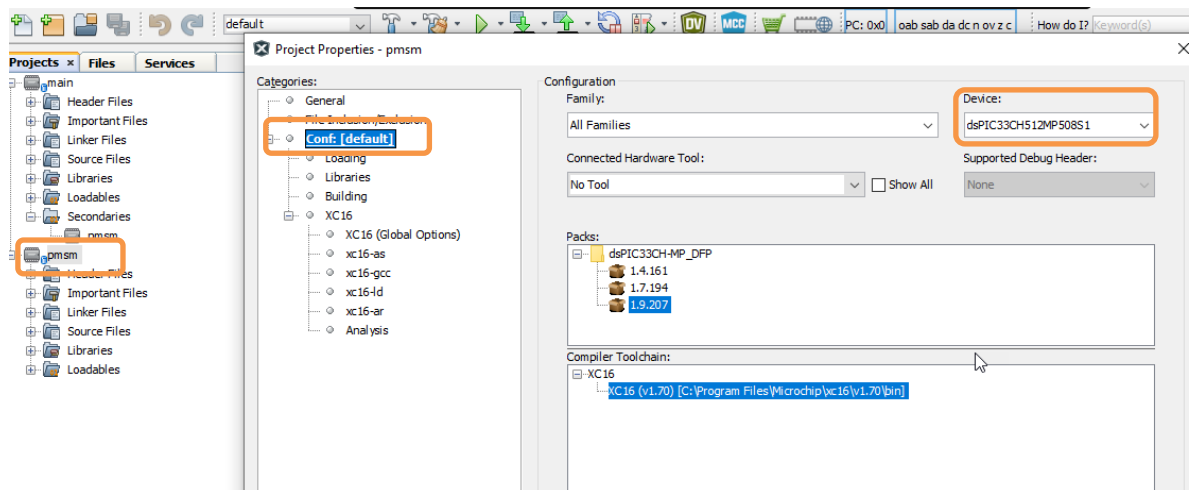 default
DV
MCC
PC: 0x0
oab sab da dc n ov z c
How do I?
Keyword(s)
Projects ×
Files
Services
Project Properties - pmsm
main
Header Files
Important Files
Linker Files
Source Files
Libraries
Loadables
Secondaries
pmsm
pmsm
Header Files
Important Files
Linker Files
Source Files
Libraries
Loadables
Categories:
General
File Inclusion/Exclusion
Conf: [default]
Loading
Libraries
Building
XC16
XC16 (Global Options)
xc16-as
xc16-gcc
xc16-ld
xc16-ar
Analysis
Configuration
Family:
All Families
Device:
dsPIC33CH512MP508S1
Connected Hardware Tool:
No Tool
Show All
Supported Debug Header:
None
Packs:
dsPIC33CH-MP_DFP
1.4.161
1.7.194
1.9.207
Compiler Toolchain:
XC16
XC16 (v1.70) [C:\Program Files\Microchip\xc16\v1.70\bin]